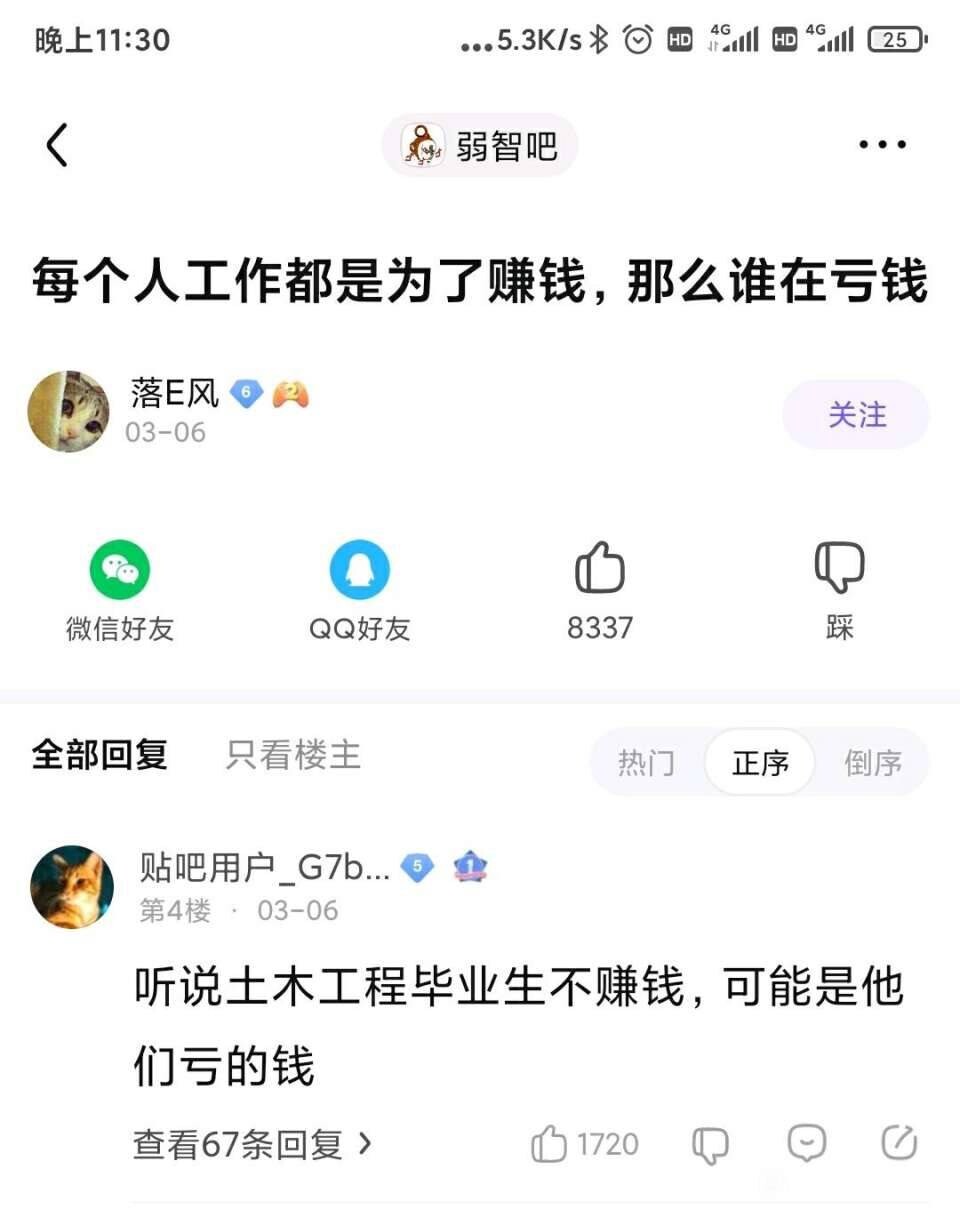 晚上11:30 ...5.3K/s HD 4G HD 4G 25
弱智吧
每个人工作都是为了赚钱，那么谁在亏钱
落E风 6 2
03-06
关注
微信好友 QQ好友 8337 踩
全部回复 只看楼主 热门 正序 倒序
贴吧用户_G7b... 5 1
第4楼 · 03-06
听说土木工程毕业生不赚钱，可能是他
们亏的钱
查看67条回复 1720